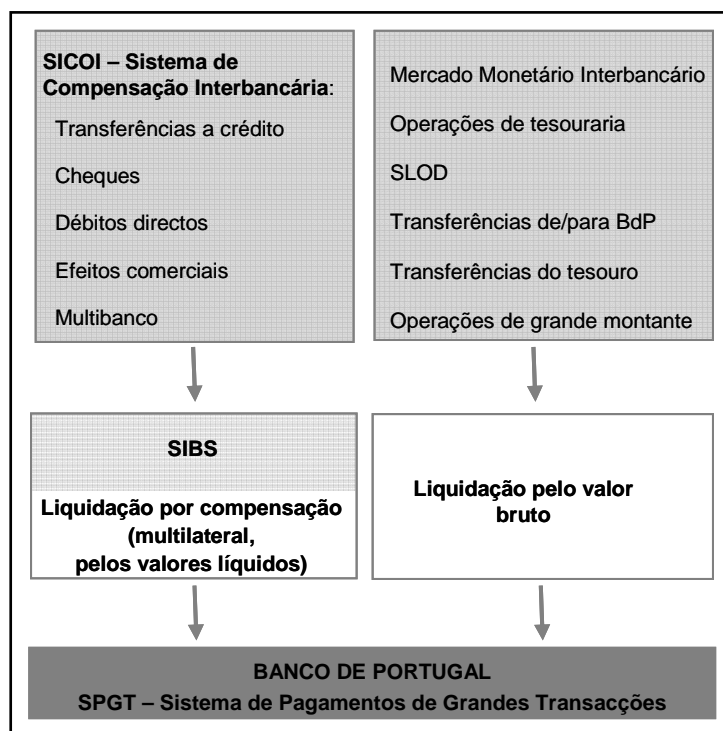 SICOI – Sistema de
Compensação Interbancária:
Transferências a crédito
Cheques
Débitos directos
Efeitos comerciais
Multibanco
Mercado Monetário Interbancário
Operações de tesouraria
SLOD
Transferências de/para BdP
Transferências do tesouro
Operações de grande montante
SIBS
Liquidação por compensação
(multilateral,
pelos valores líquidos)
Liquidação pelo valor
bruto
BANCO DE PORTUGAL
SPGT – Sistema de Pagamentos de Grandes Transacções